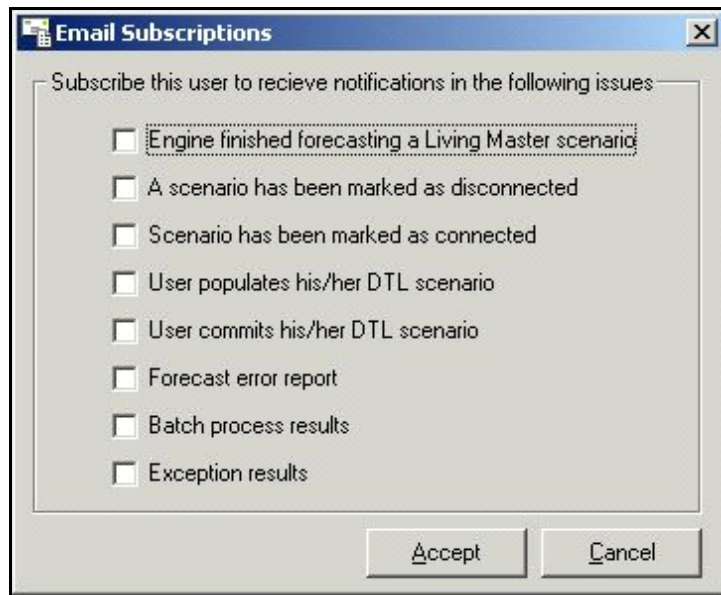 Email Subscriptions
Subscribe this user to recieve notifications in the following issues
Engine finished forecasting a Living Master scenario
A scenario has been marked as disconnected
Scenario has been marked as connected
User populates his/her DTL scenario
User commits his/her DTL scenario
Forecast error report
Batch process results
Exception results
Accept
Cancel